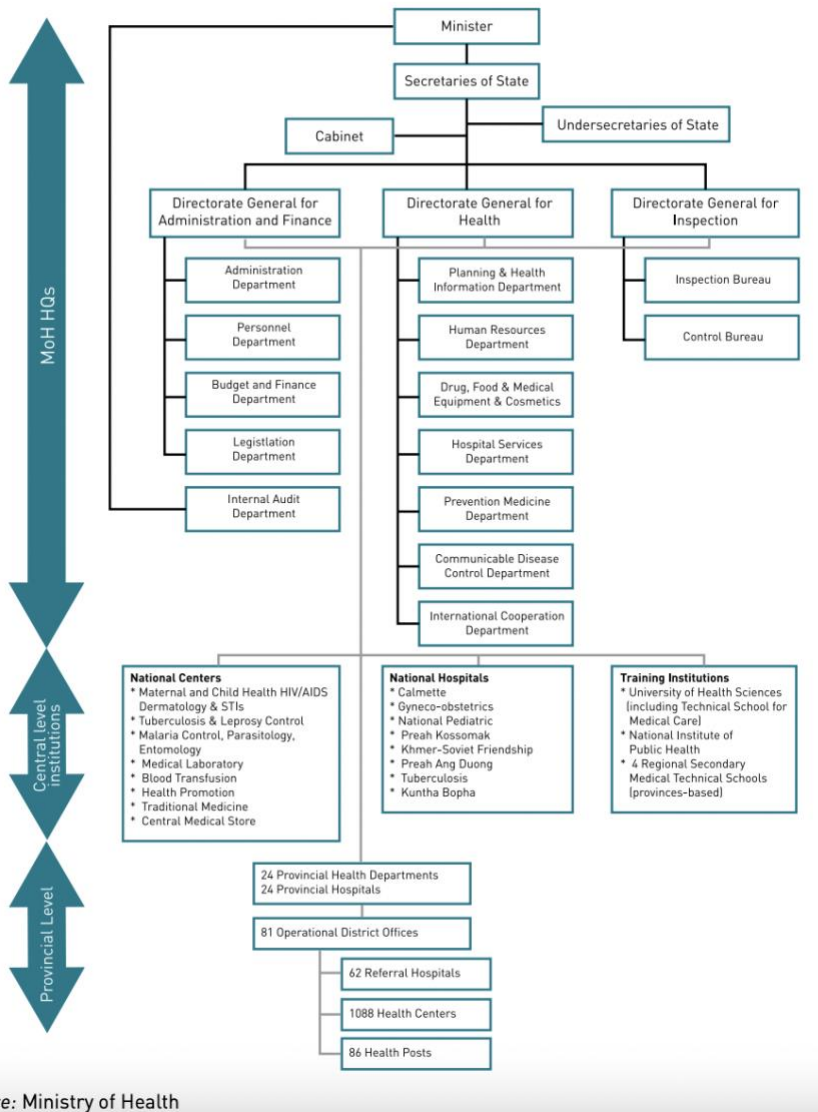 Minister
Secretaries of State
Undersecretaries of State
Cabinet
Directorate General for
Administration and Finance
Directorate General for
Health
Directorate General for
Inspection
Administration
Department
Personnel
Department
Budget and Finance
Department
Legistlation
Department
Internal Audit
Department
Planning & Health
Information Department
Human Resources
Department
Drug, Food & Medical
Equipment & Cosmetics
Hospital Services
Department
Prevention Medicine
Department
Communicable Disease
Control Department
International Cooperation
Department
Inspection Bureau
Control Bureau
MoH HQs
Central level
institutions
National Centers
* Maternal and Child Health HIV/AIDS
Dermatology & STIs
* Tuberculosis & Leprosy Control
* Malaria Control, Parasitology,
Entomology
* Medical Laboratory
* Blood Transfusion
* Health Promotion
* Traditional Medicine
* Central Medical Store
National Hospitals
* Calmette
* Gyneco-obstetrics
* National Pediatric
* Preah Kossomak
* Khmer-Soviet Friendship
* Preah Ang Duong
* Tuberculosis
* Kuntha Bopha
Training Institutions
* University of Health Sciences
(including Technical School for
Medical Care)
* National Institute of
Public Health
* 4 Regional Secondary
Medical Technical Schools
(provinces-based)
Provincial Level
24 Provincial Health Departments
24 Provincial Hospitals
81 Operational District Offices
62 Referral Hospitals
1088 Health Centers
86 Health Posts
Ministry of Health